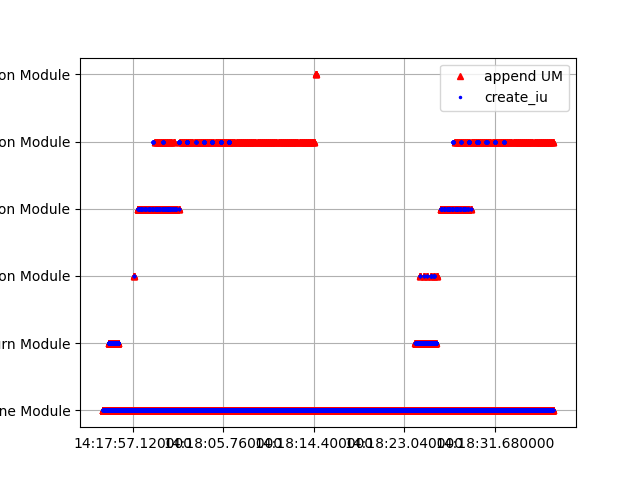 on Module
append UM
create_iu
on Module
on Module
on Module
rn Module
ne Module
14:17:57.120000 14:18:05.760000 14:18:14.400000 14:18:23.040000 14:18:31.680000